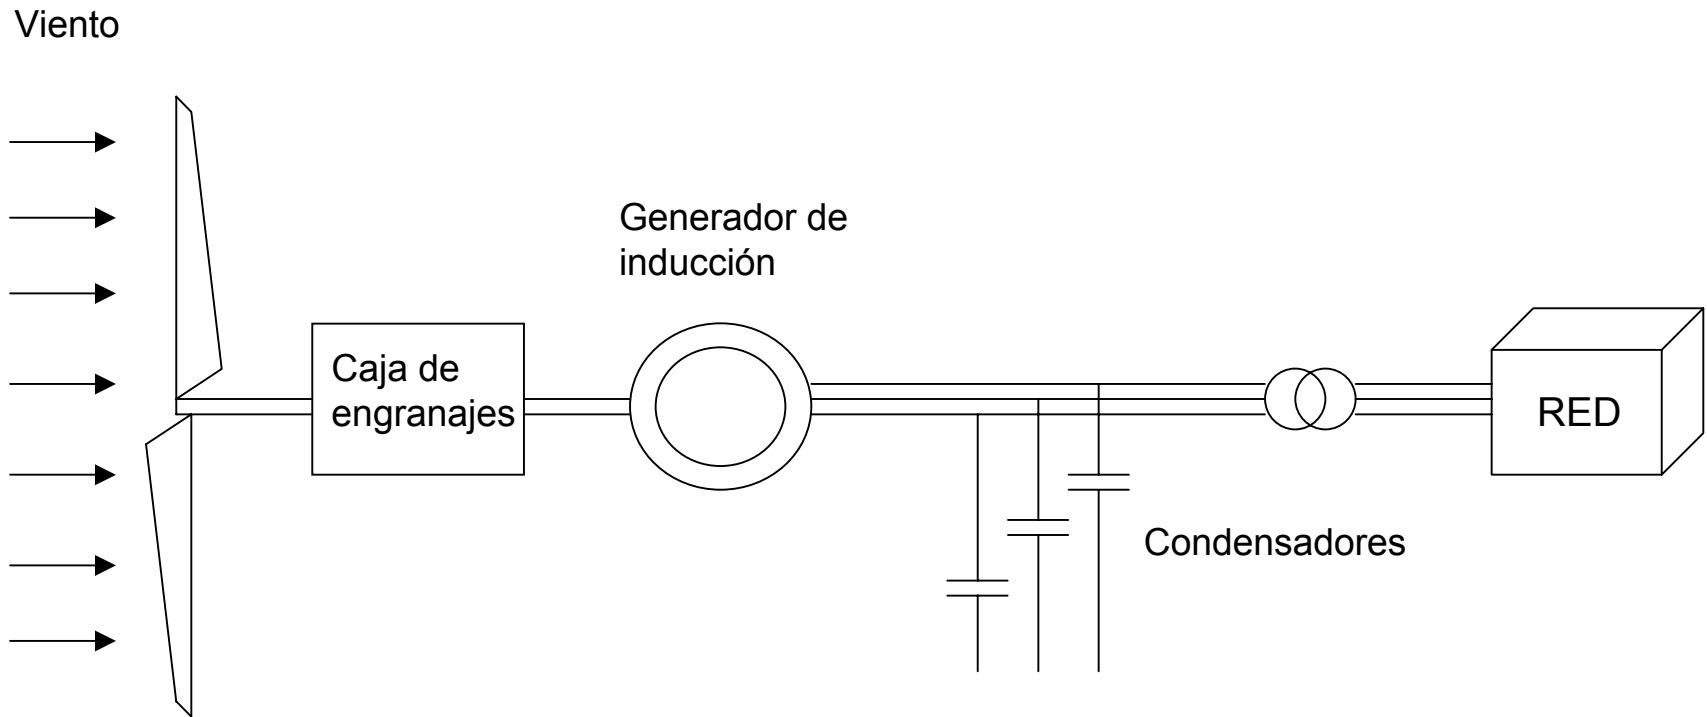 Viento
Generador de
inducción
Caja de
engranajes
RED
Condensadores